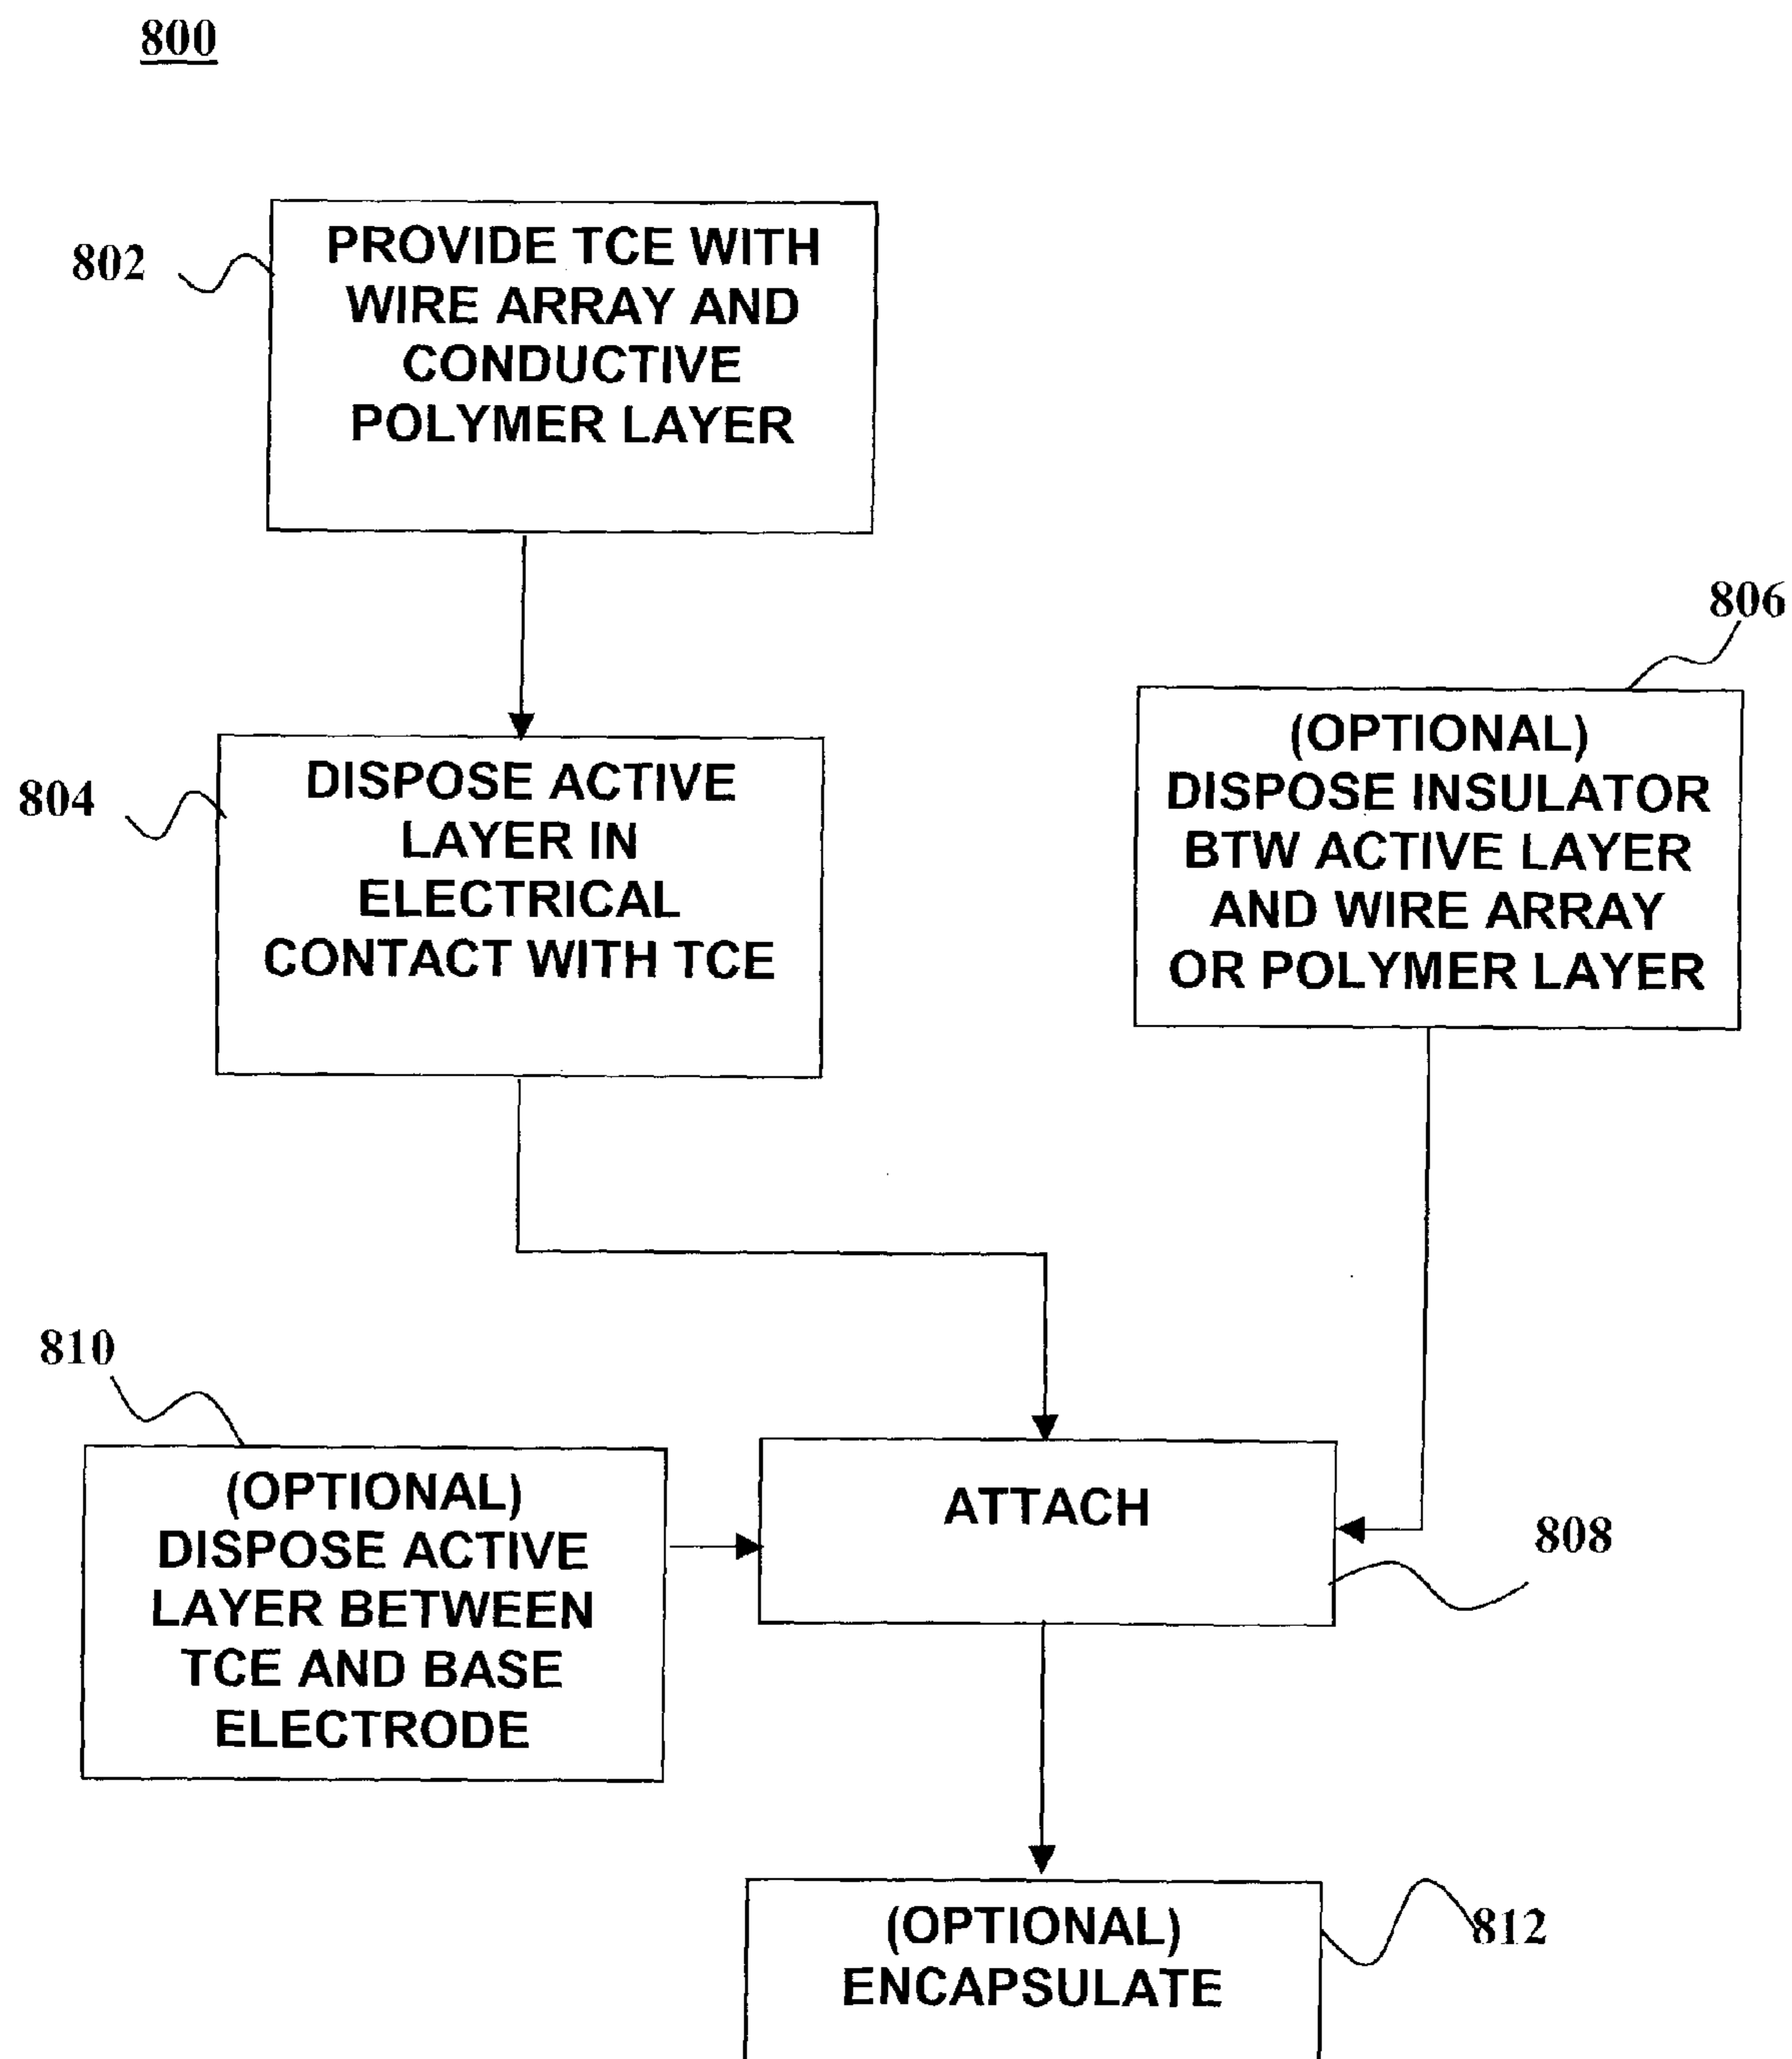 800
802
PROVIDE TCE WITH
WIRE ARRAY AND
CONDUCTIVE
POLYMER LAYER
804
DISPOSE ACTIVE
LAYER IN
ELECTRICAL
CONTACT WITH TCE
806
(OPTIONAL)
DISPOSE INSULATOR
BTW ACTIVE LAYER
AND WIRE ARRAY
OR POLYMER LAYER
810
(OPTIONAL)
DISPOSE ACTIVE
LAYER BETWEEN
TCE AND BASE
ELECTRODE
ATTACH
808
(OPTIONAL)
ENCAPSULATE
812